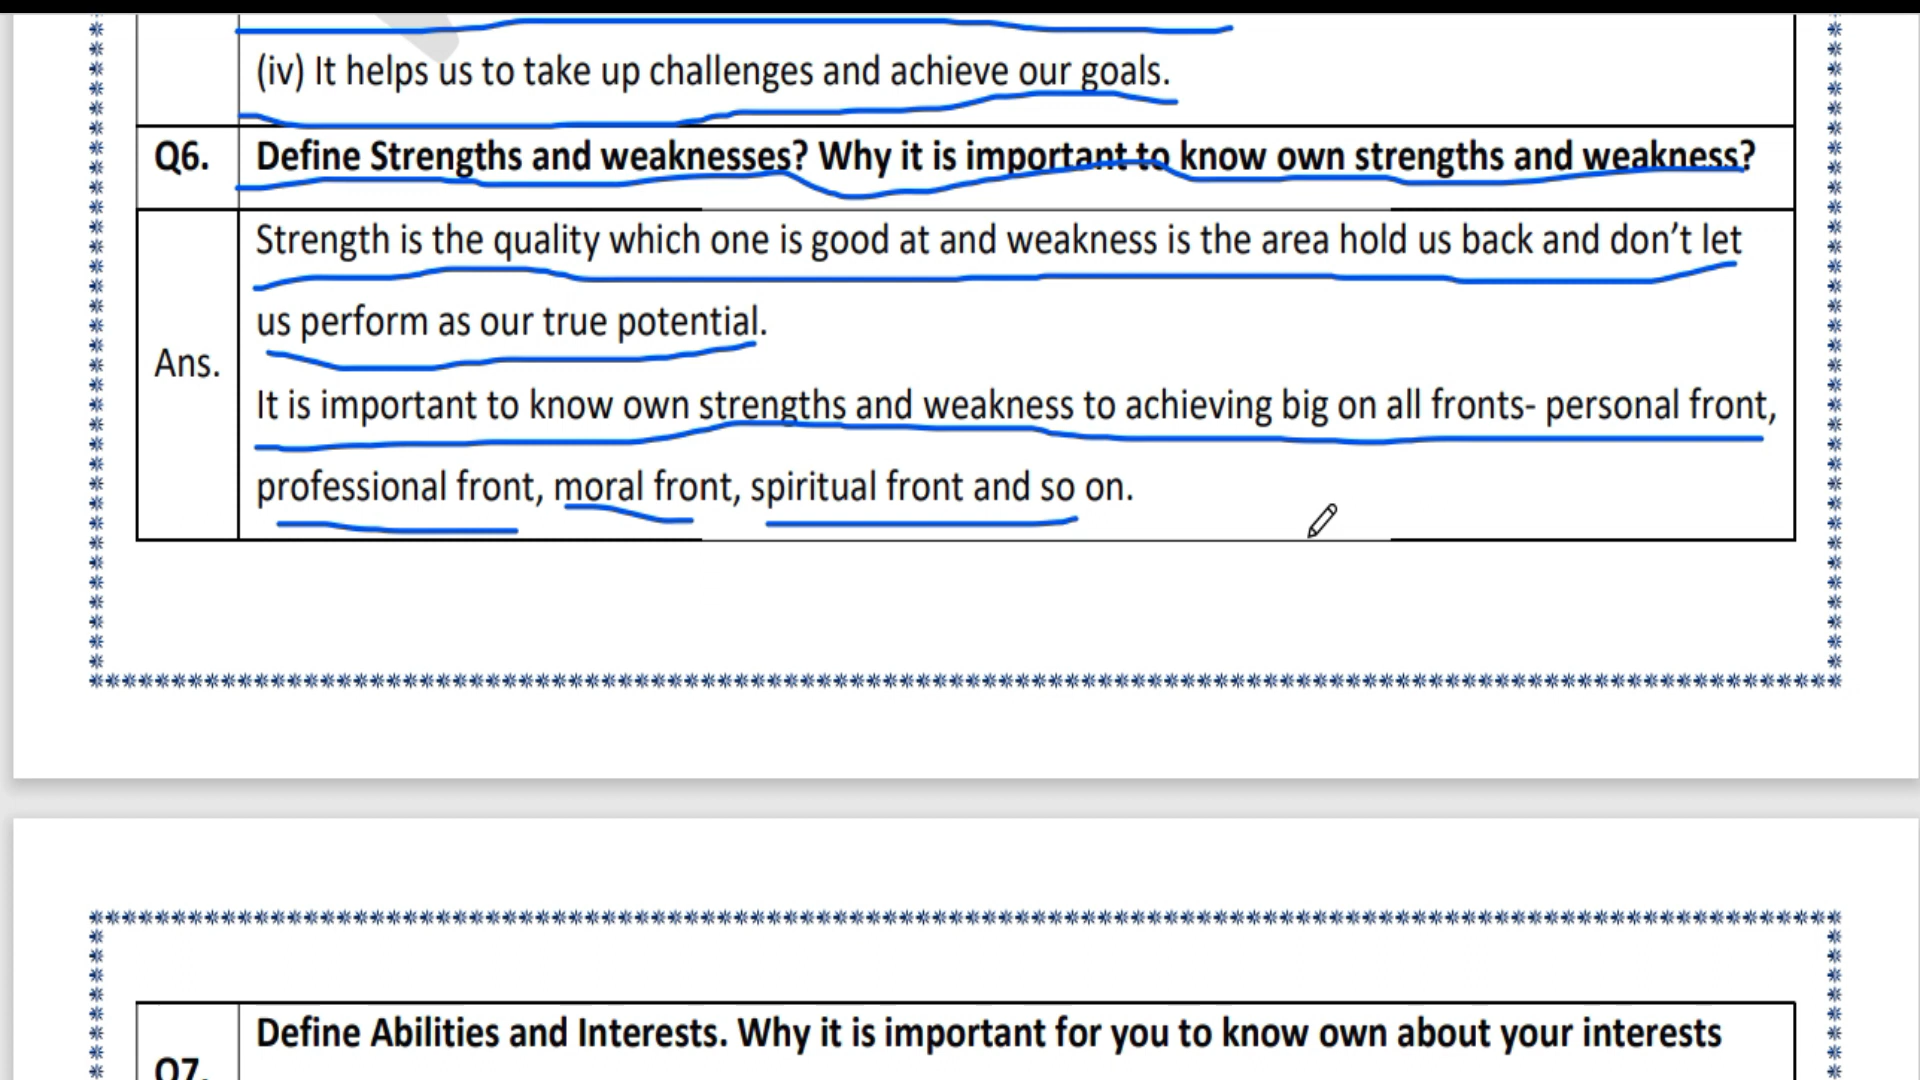 (iv) It helps us to take up challenges and achieve our goals.
Q6. Define Strengths and weaknesses? Why it is important to know own strengths and weakness?
Strength is the quality which one is good at and weakness is the area hold us back and don’t let
us perform as our true potential.
Ans.
It is important to know own strengths and weakness to achieving big on all fronts- personal front,
professional front, moral front, spiritual front and so on.
Define Abilities and Interests. Why it is important for you to know own about your interests
Q7.